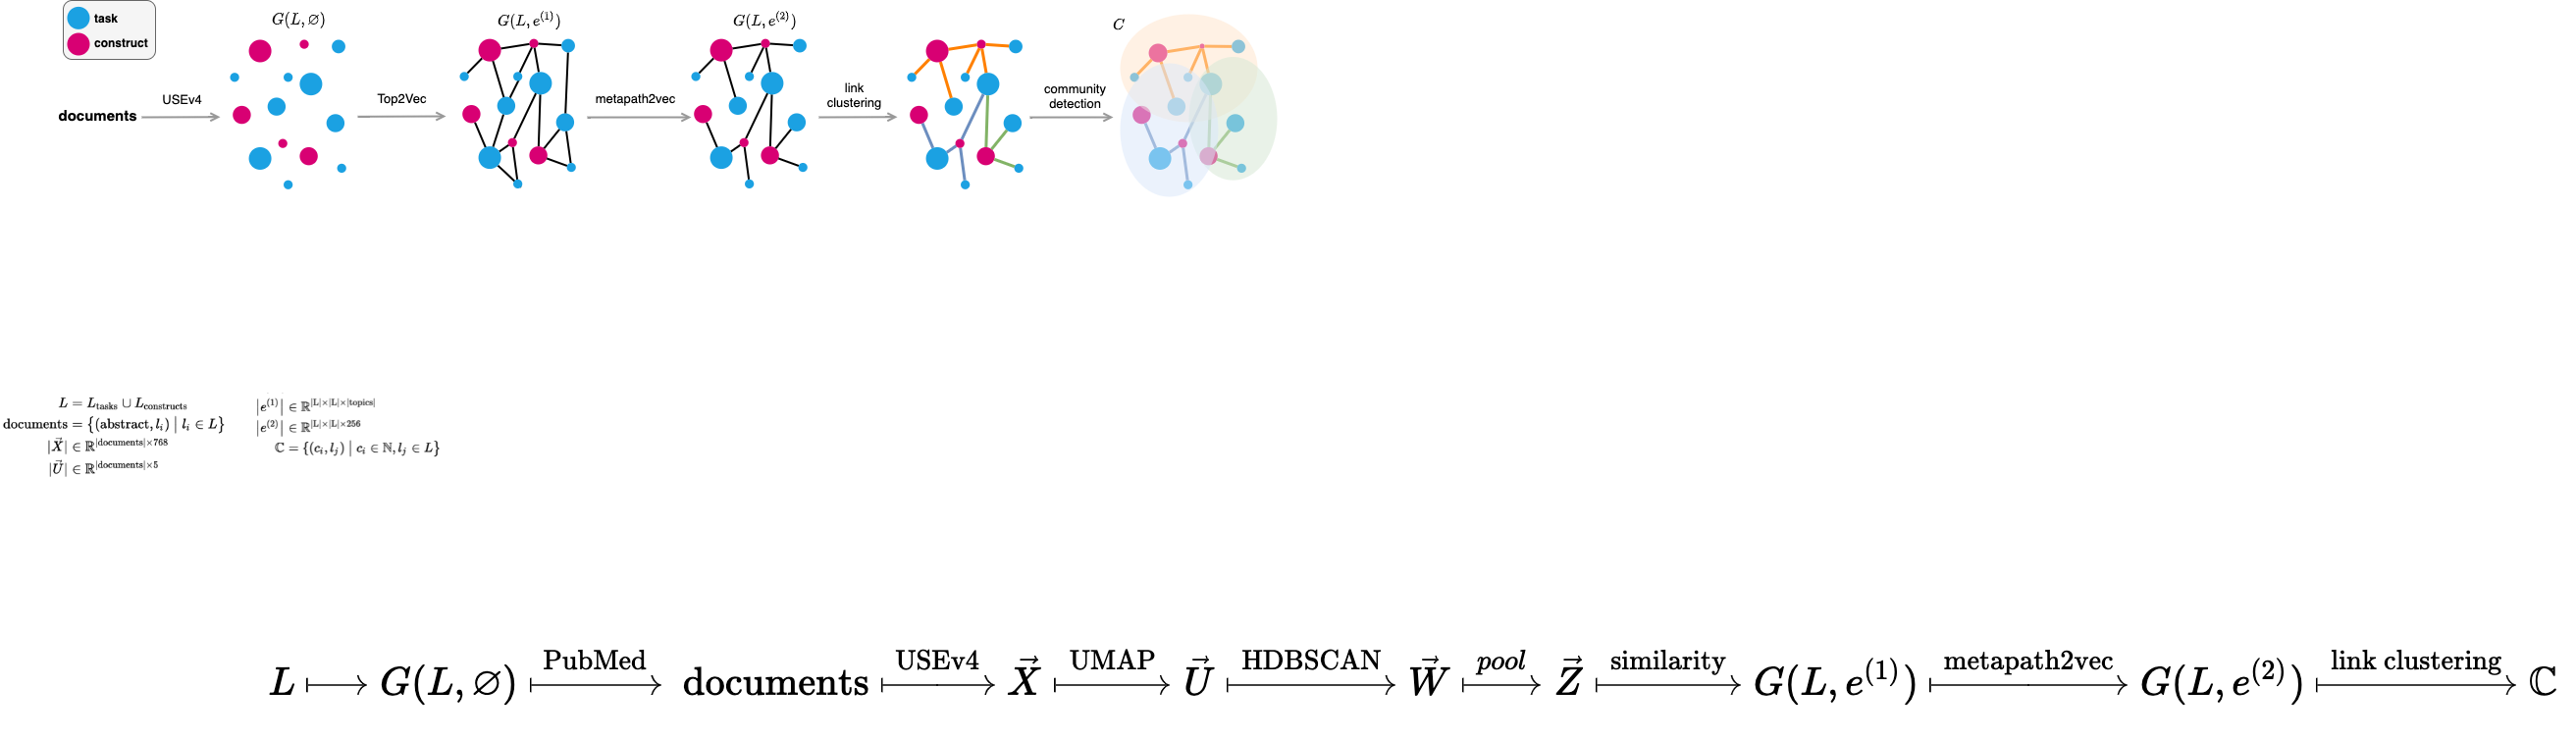 task
construct
documents
USEv4
G(L, ∅)
Top2Vec
G(L, e⁽¹⁾)
metapath2vec
G(L, e⁽²⁾)
link
clustering
community
detection
C
L = L_tasks ∪ L_constructs
documents = {(abstract, l_i) | l_i ∈ L}
|X⃗| ∈ ℝ^|documents|×768
|U⃗| ∈ ℝ^|documents|×5
|e⁽¹⁾| ∈ ℝ^|L|×|L|×|topics|
|e⁽²⁾| ∈ ℝ^|L|×|L|×256
ℂ = {(c_i, l_j) | c_i ∈ ℕ, l_j ∈ L}
L ⟼ G(L, ∅) PubMed ⟼ documents USEv4 ⟼ X⃗ UMAP ⟼ U⃗ HDBSCAN ⟼ W⃗ pool ⟼ Z⃗ similarity ⟼ G(L, e⁽¹⁾) metapath2vec ⟼ G(L, e⁽²⁾) link clustering ⟼ ℂ